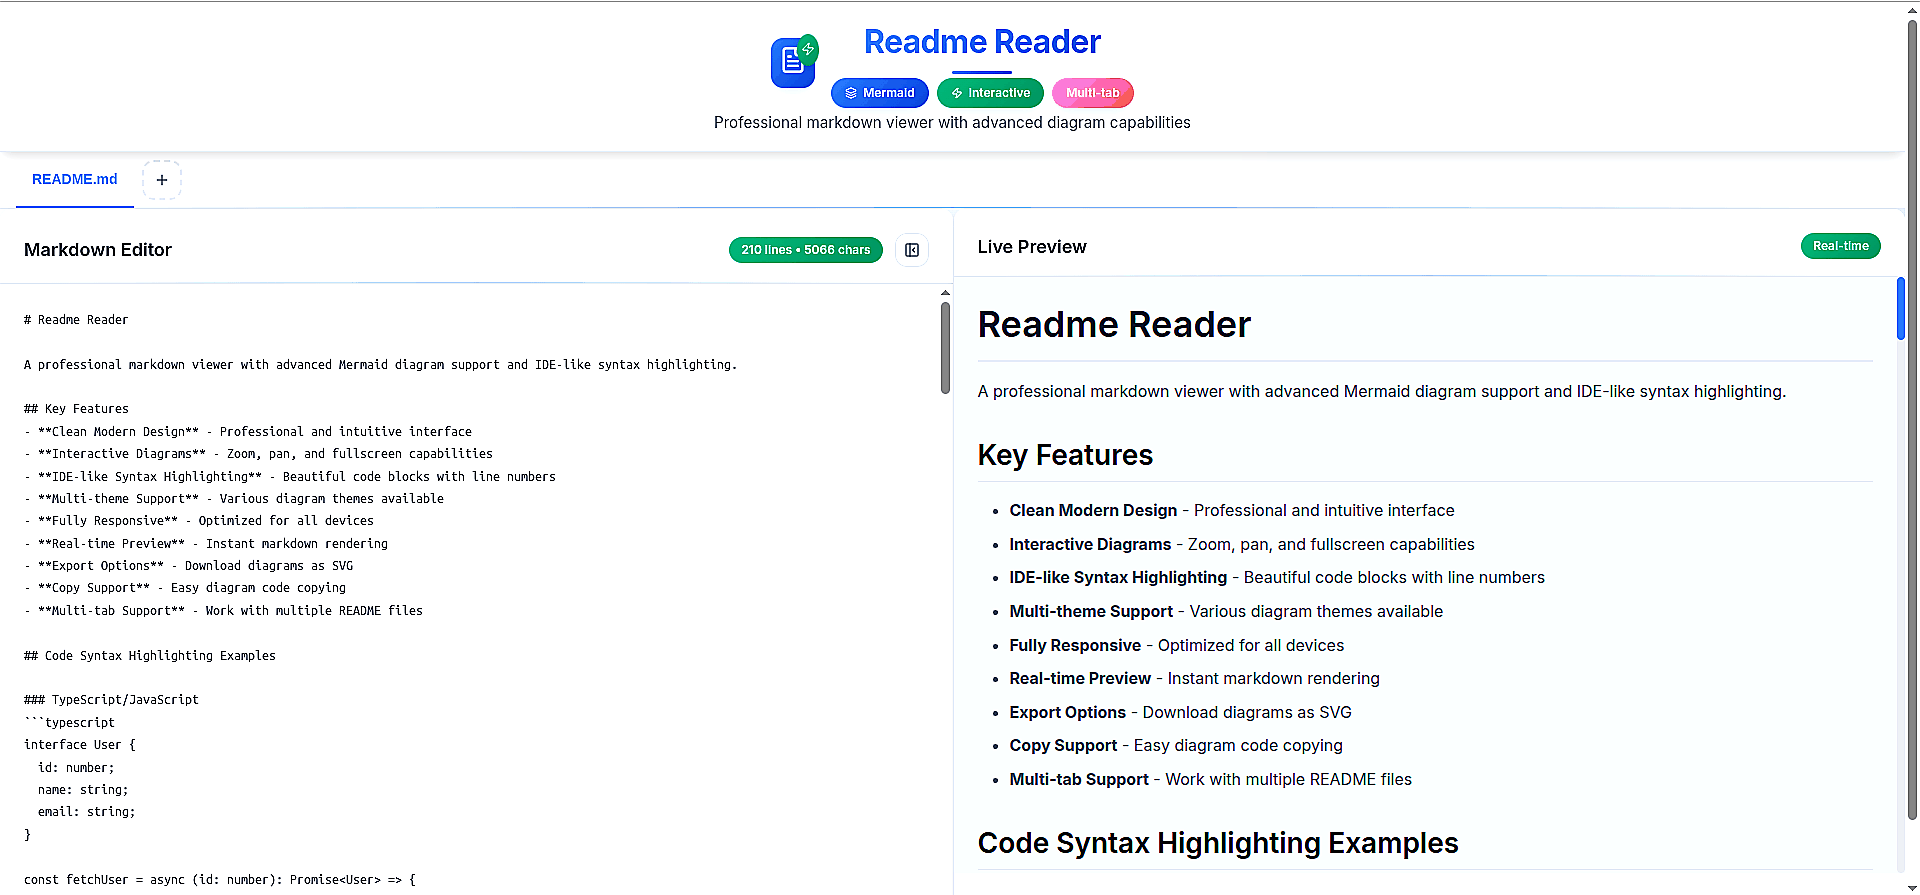 Readme Reader
Mermaid
Interactive
Multi-tab
Professional markdown viewer with advanced diagram capabilities
README.md
+
Markdown Editor
210 lines • 5066 chars
# Readme Reader
A professional markdown viewer with advanced Mermaid diagram support and IDE-like syntax highlighting.
## Key Features
- **Clean Modern Design** - Professional and intuitive interface
- **Interactive Diagrams** - Zoom, pan, and fullscreen capabilities
- **IDE-like Syntax Highlighting** - Beautiful code blocks with line numbers
- **Multi-theme Support** - Various diagram themes available
- **Fully Responsive** - Optimized for all devices
- **Real-time Preview** - Instant markdown rendering
- **Export Options** - Download diagrams as SVG
- **Copy Support** - Easy diagram code copying
- **Multi-tab Support** - Work with multiple README files
## Code Syntax Highlighting Examples
### TypeScript/JavaScript
```typescript
interface User {
  id: number;
  name: string;
  email: string;
}
const fetchUser = async (id: number): Promise<User> => {
Live Preview
Real-time
Readme Reader
A professional markdown viewer with advanced Mermaid diagram support and IDE-like syntax highlighting.
Key Features
• Clean Modern Design - Professional and intuitive interface
• Interactive Diagrams - Zoom, pan, and fullscreen capabilities
• IDE-like Syntax Highlighting - Beautiful code blocks with line numbers
• Multi-theme Support - Various diagram themes available
• Fully Responsive - Optimized for all devices
• Real-time Preview - Instant markdown rendering
• Export Options - Download diagrams as SVG
• Copy Support - Easy diagram code copying
• Multi-tab Support - Work with multiple README files
Code Syntax Highlighting Examples